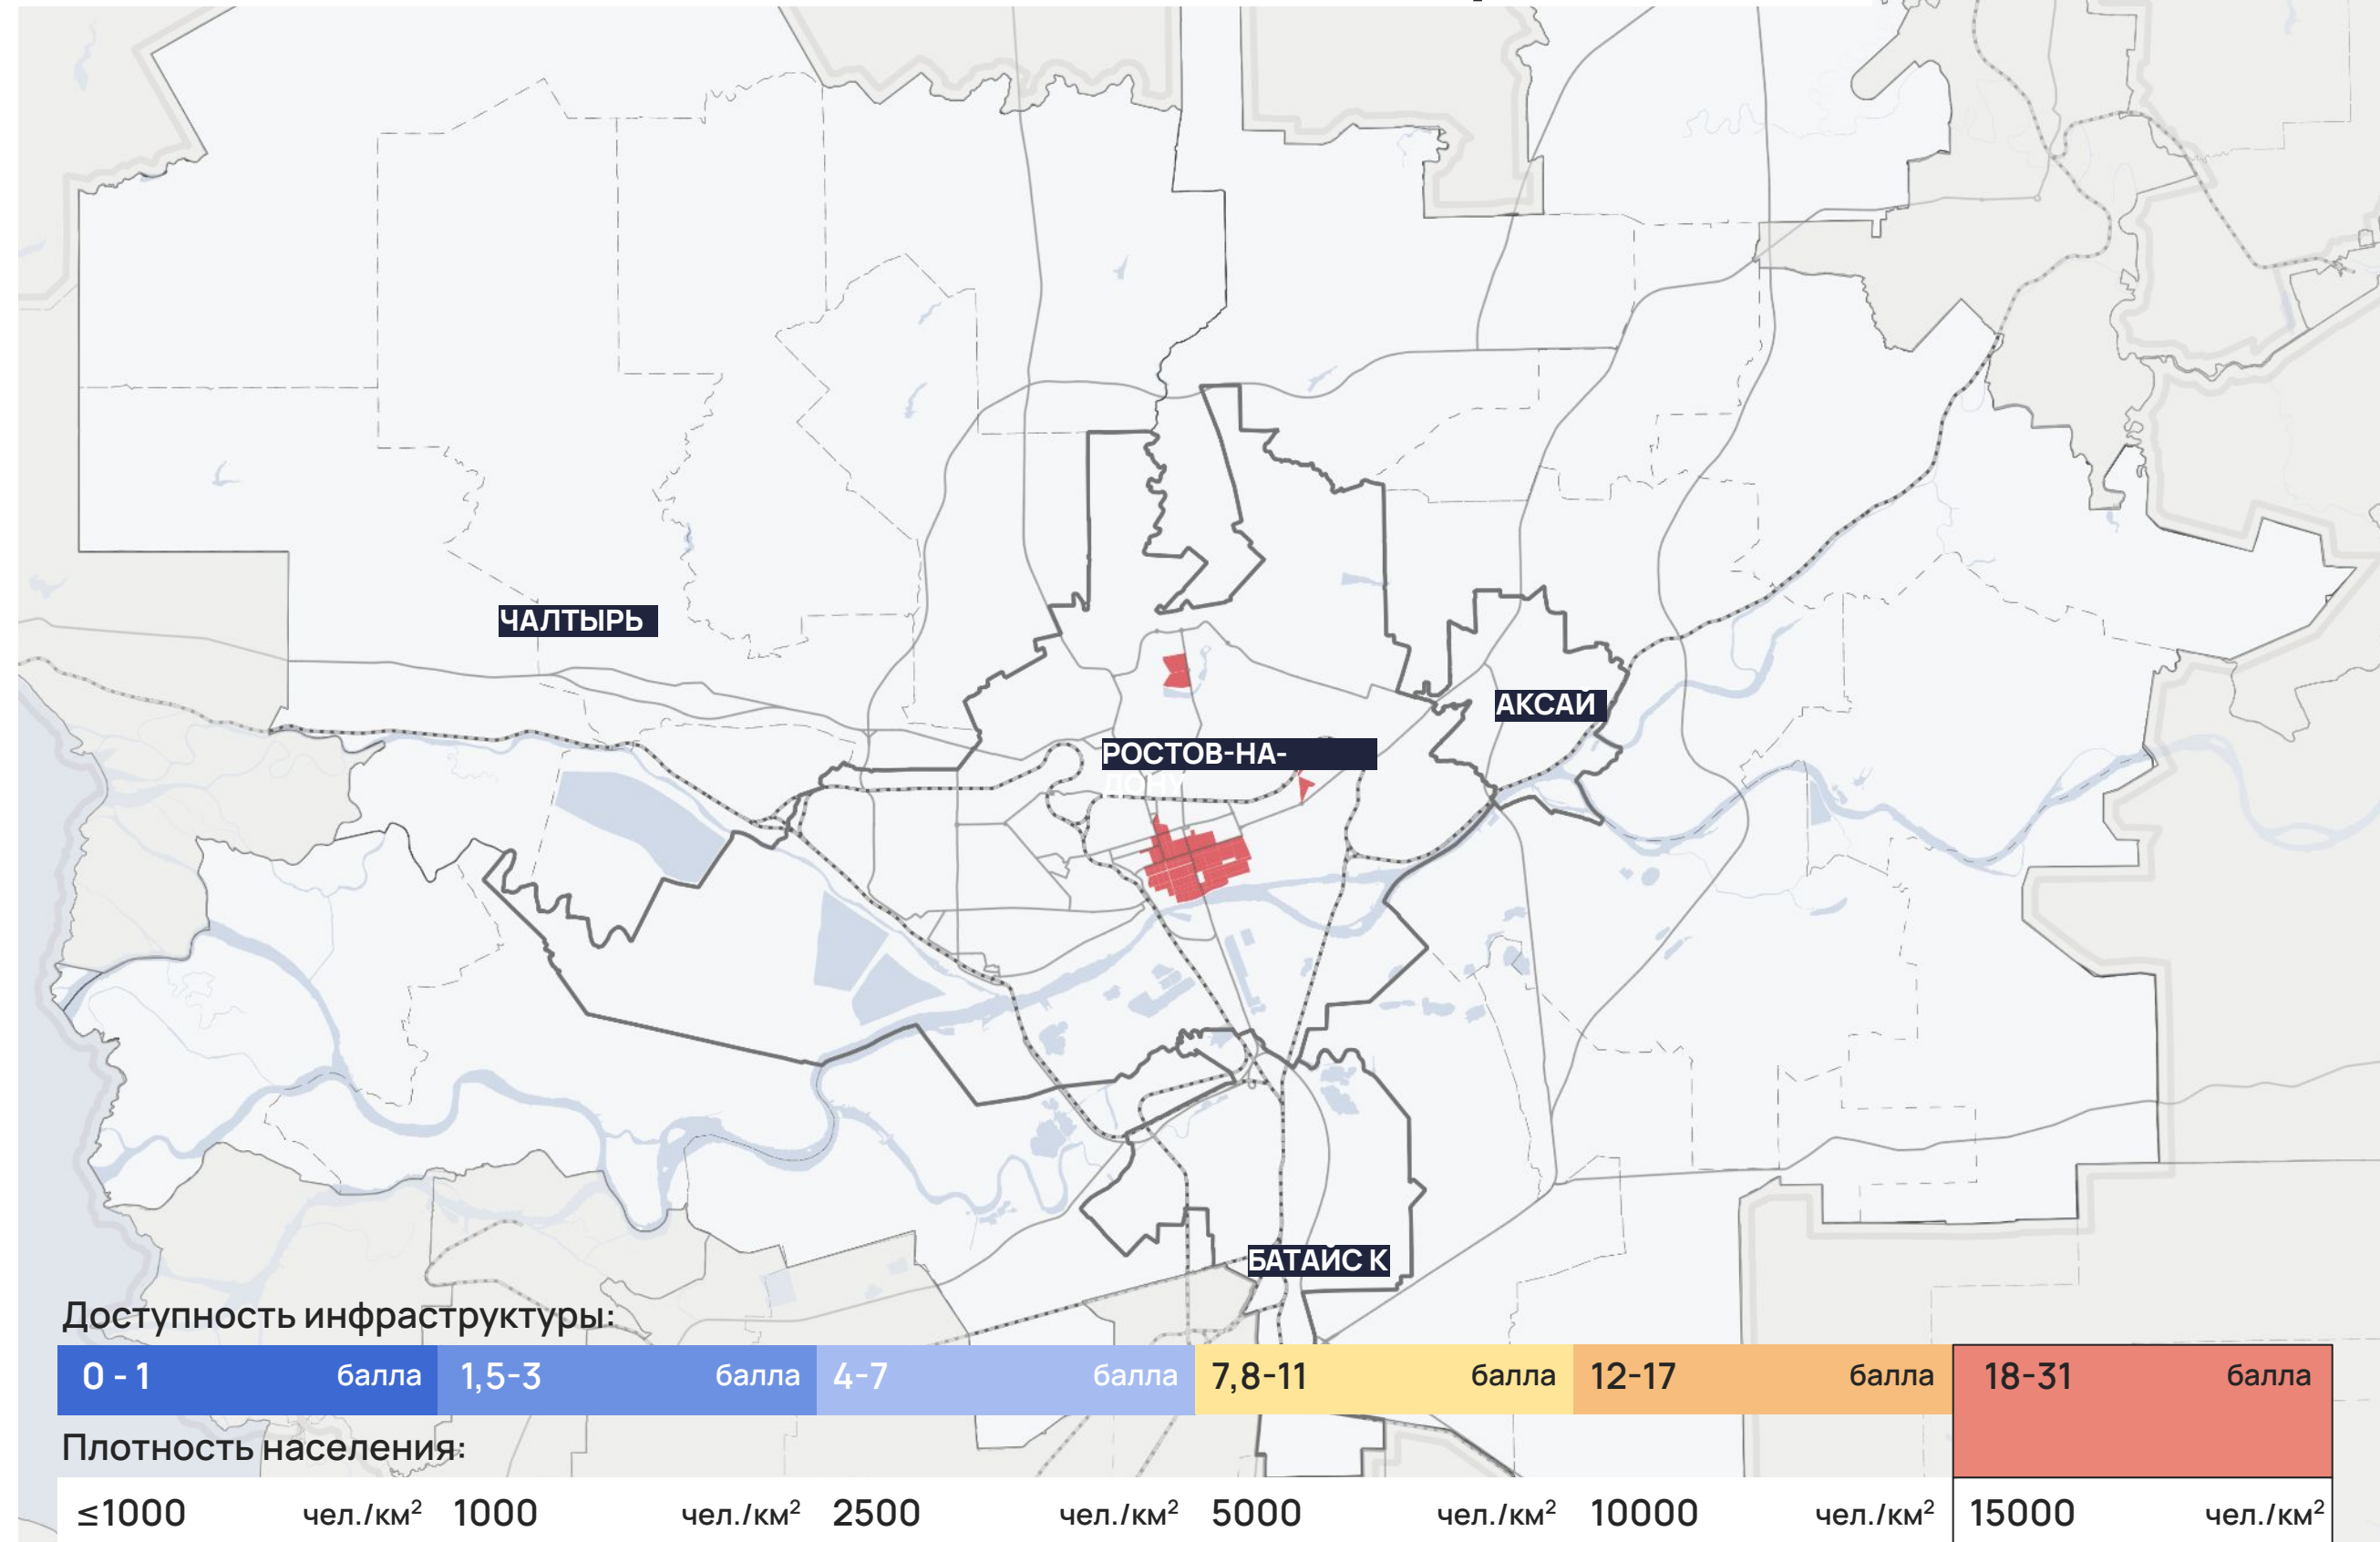 ЧАЛТЫРЬ
АКСАЙ
РОСТОВ-НА-
ДОНУ
БАТАЙС К
Доступность инфраструктуры:
0 - 1 балла 1,5-3 балла 4-7 балла 7,8-11 балла 12-17 балла 18-31 балла
Плотность населения:
≤1000 чел./км² 1000 чел./км² 2500 чел./км² 5000 чел./км² 10000 чел./км² 15000 чел./км²